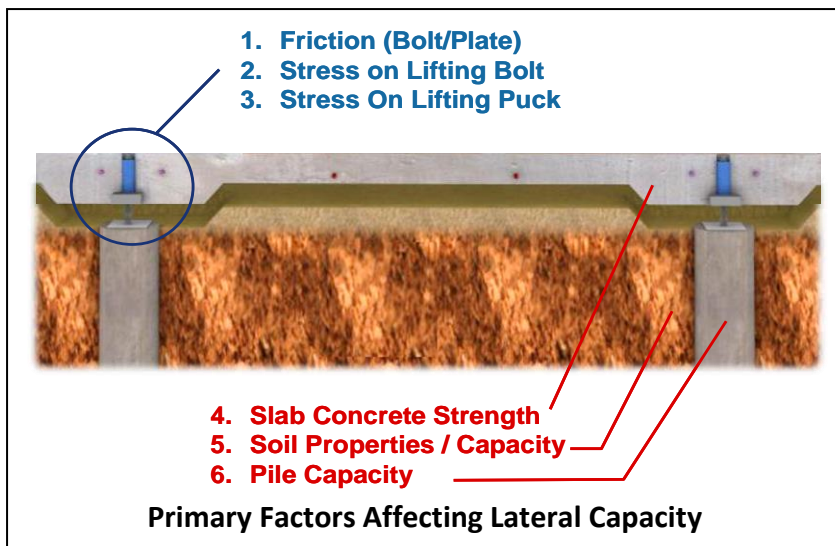 1. Friction (Bolt/Plate)
2. Stress on Lifting Bolt
3. Stress On Lifting Puck
4. Slab Concrete Strength
5. Soil Properties / Capacity
6. Pile Capacity
Primary Factors Affecting Lateral Capacity